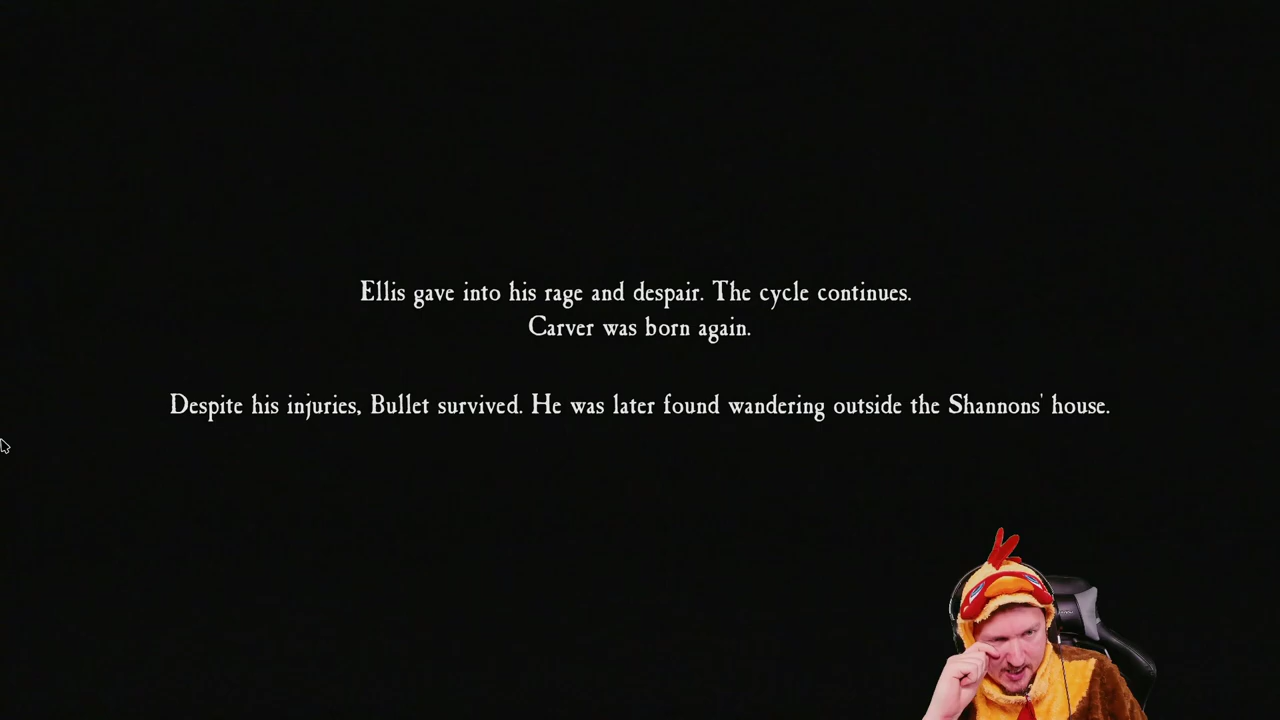 Ellis gave into his rage and despair. The cycle continues.
Carver was born again.
Despite his injuries, Bullet survived. He was later found wandering outside the Shannons' house.